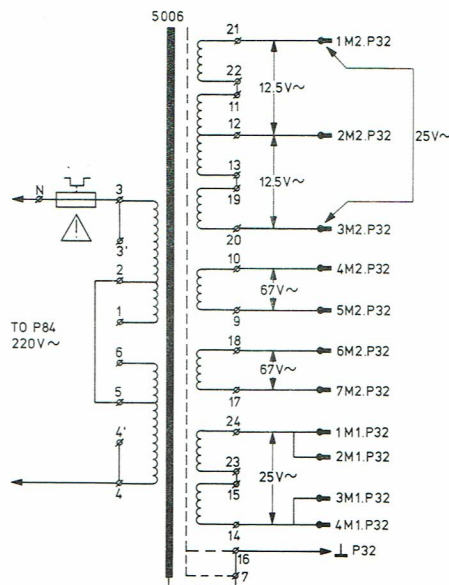 5006
21
1M2.P32
22
11
12.5V~
12
2M2.P32
25V~
13
19
12.5V~
20
3M2.P32
N
3
3'
2
1
TO P84
220V~
6
5
4'
4
10
4M2.P32
67V~
9
5M2.P32
18
6M2.P32
67V~
17
7M2.P32
24
1M1.P32
2M1.P32
23
25V~
15
3M1.P32
14
4M1.P32
16
P32
7